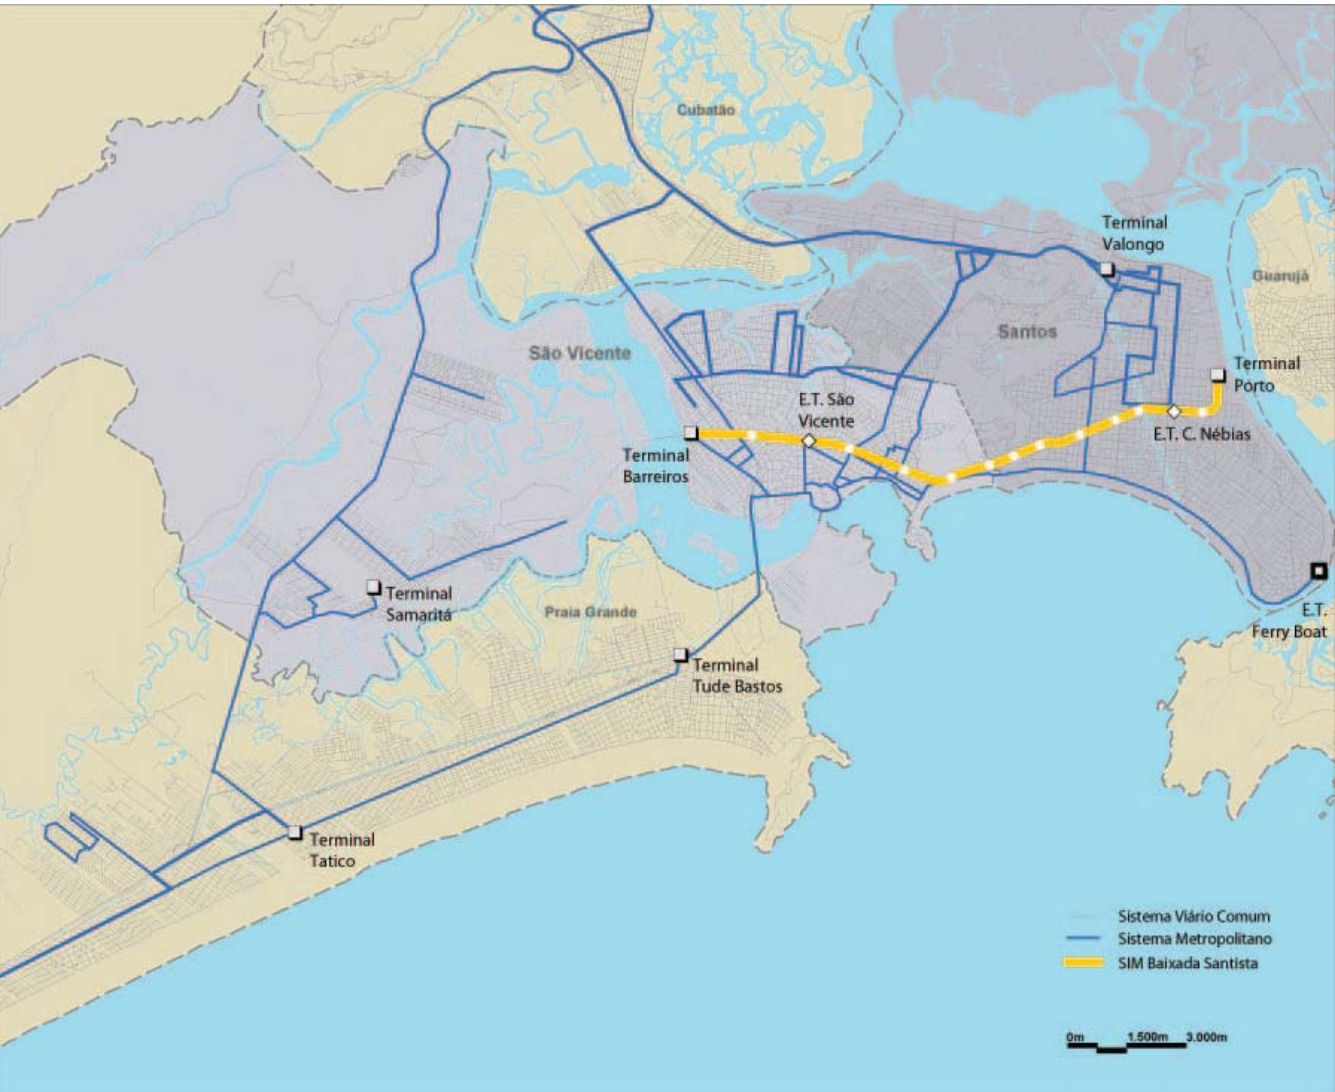 Cubatão
Terminal
Valongo
Guarujá
Santos
São Vicente
Terminal
Pórto
E.T. São
Vicente
E.T. C. Nébias
Terminal
Barreiros
Terminal
Samaritá
Praia Grande
E.T.
Ferry Boat
Terminal
Tude Bastos
Terminal
Tatico
Sistema Viário Comum
Sistema Metropolitano
SIM Baixada Santista
0m 1.500m 3.000m